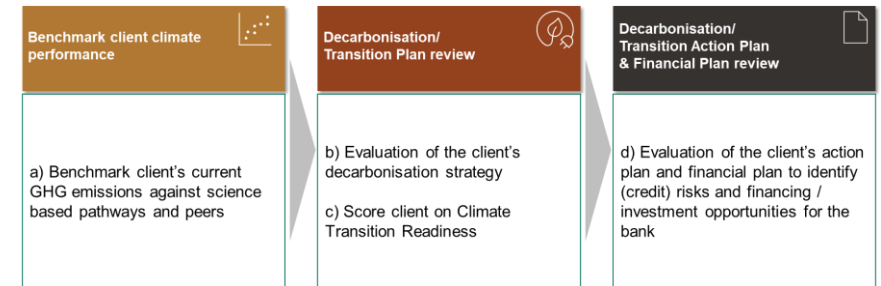 Benchmark client climate
performance
a) Benchmark client's current
GHG emissions against science
based pathways and peers
Decarbonisation/
Transition Plan review
b) Evaluation of the client's
decarbonisation strategy
c) Score client on Climate
Transition Readiness
Decarbonisation/
Transition Action Plan
& Financial Plan review
d) Evaluation of the client's action
plan and financial plan to identify
(credit) risks and financing /
investment opportunities for the
bank